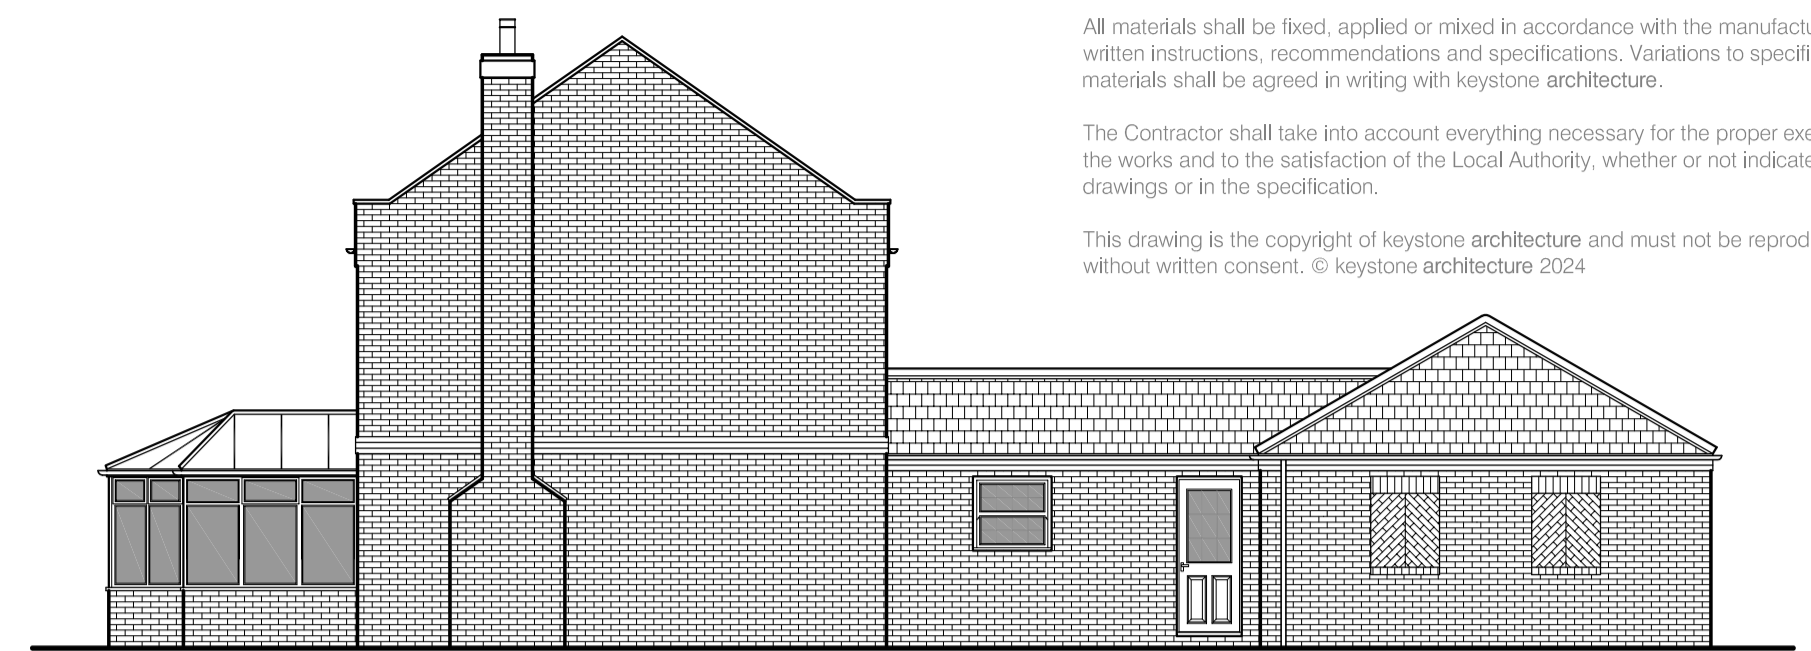 All materials shall be fixed, applied or mixed in accordance with the
written instructions, recommendations and specifications. Variations to
materials shall be agreed in writing with keystone architecture.
The Contractor shall take into account everything necessary for the proper
the works and to the satisfaction of the Local Authority, whether or not
drawings or in the specification.
This drawing is the copyright of keystone architecture and must not be
without written consent. © keystone architecture 2024